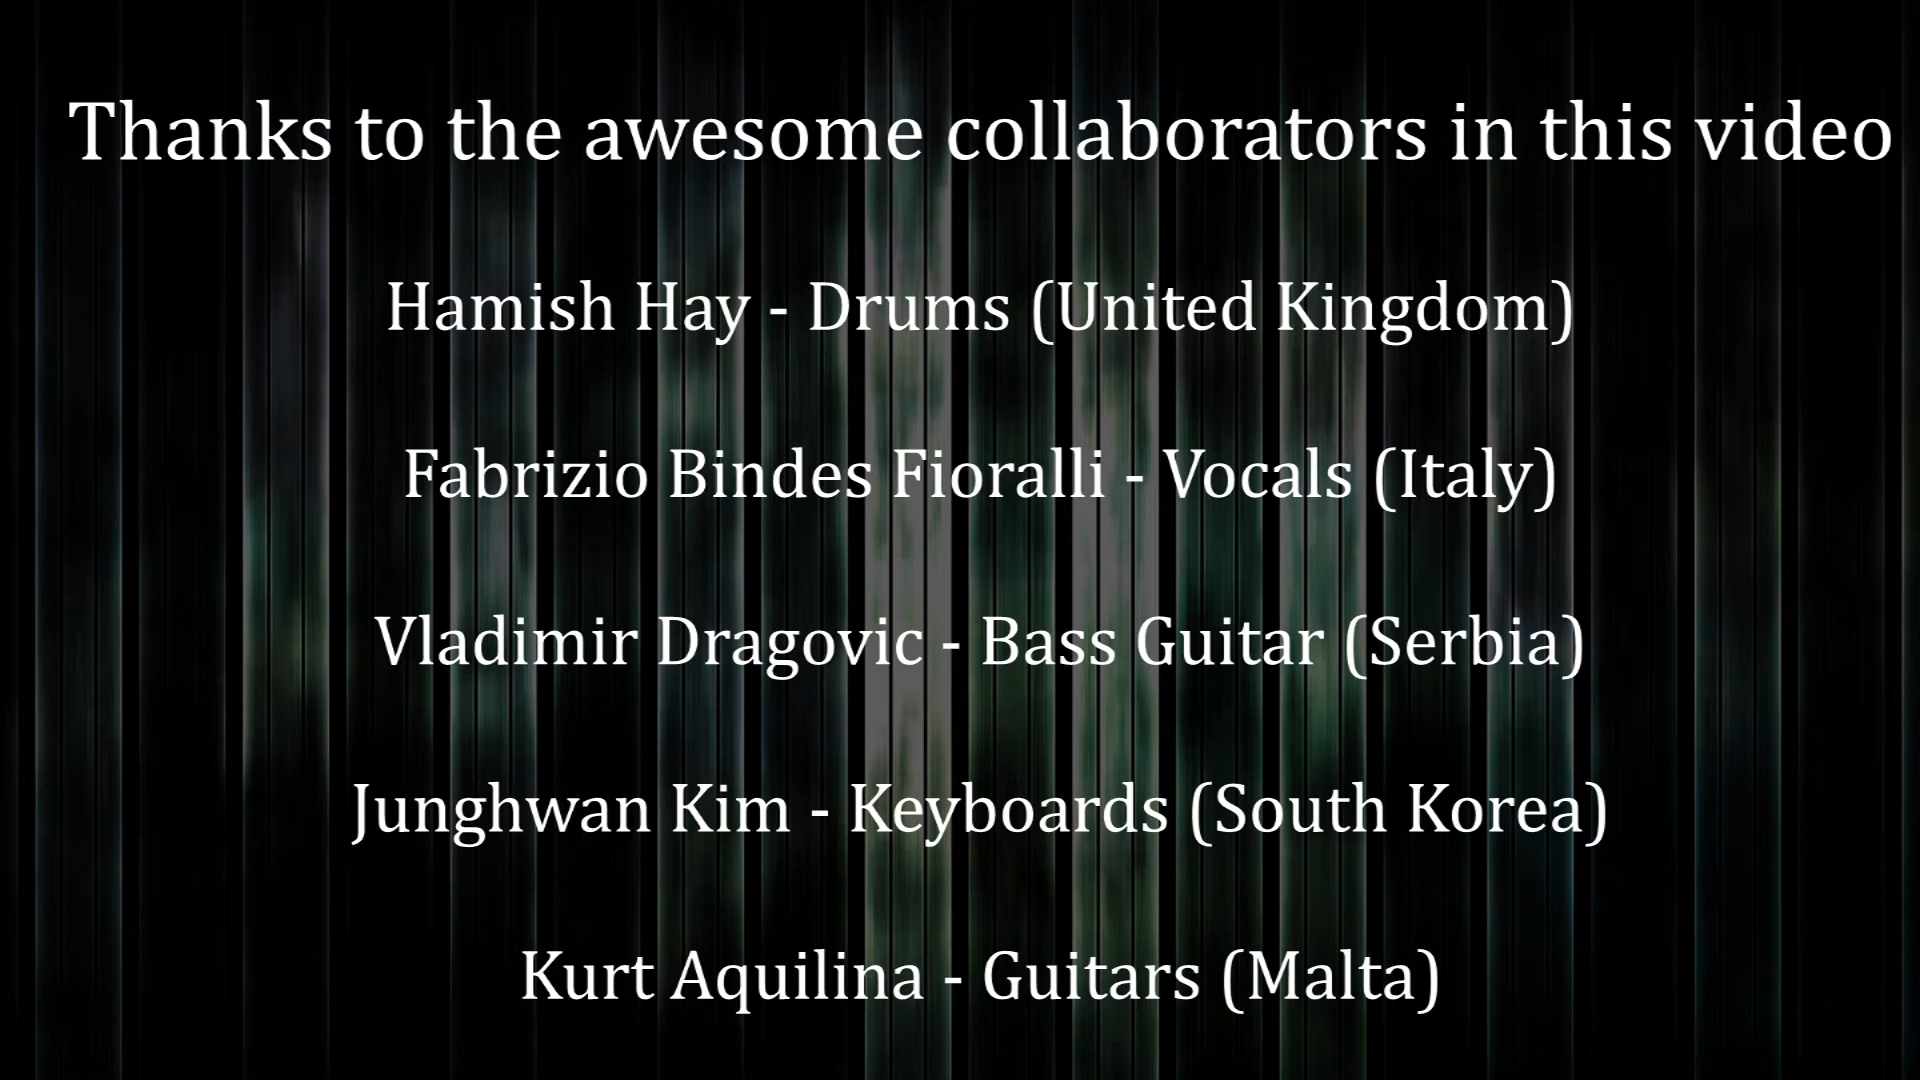 Thanks to the awesome collaborators in this video
Hamish Hay - Drums (United Kingdom)
Fabrizio Bindes Fioralli - Vocals (Italy)
Vladimir Dragovic - Bass Guitar (Serbia)
Junghwan Kim - Keyboards (South Korea)
Kurt Aquilina - Guitars (Malta)